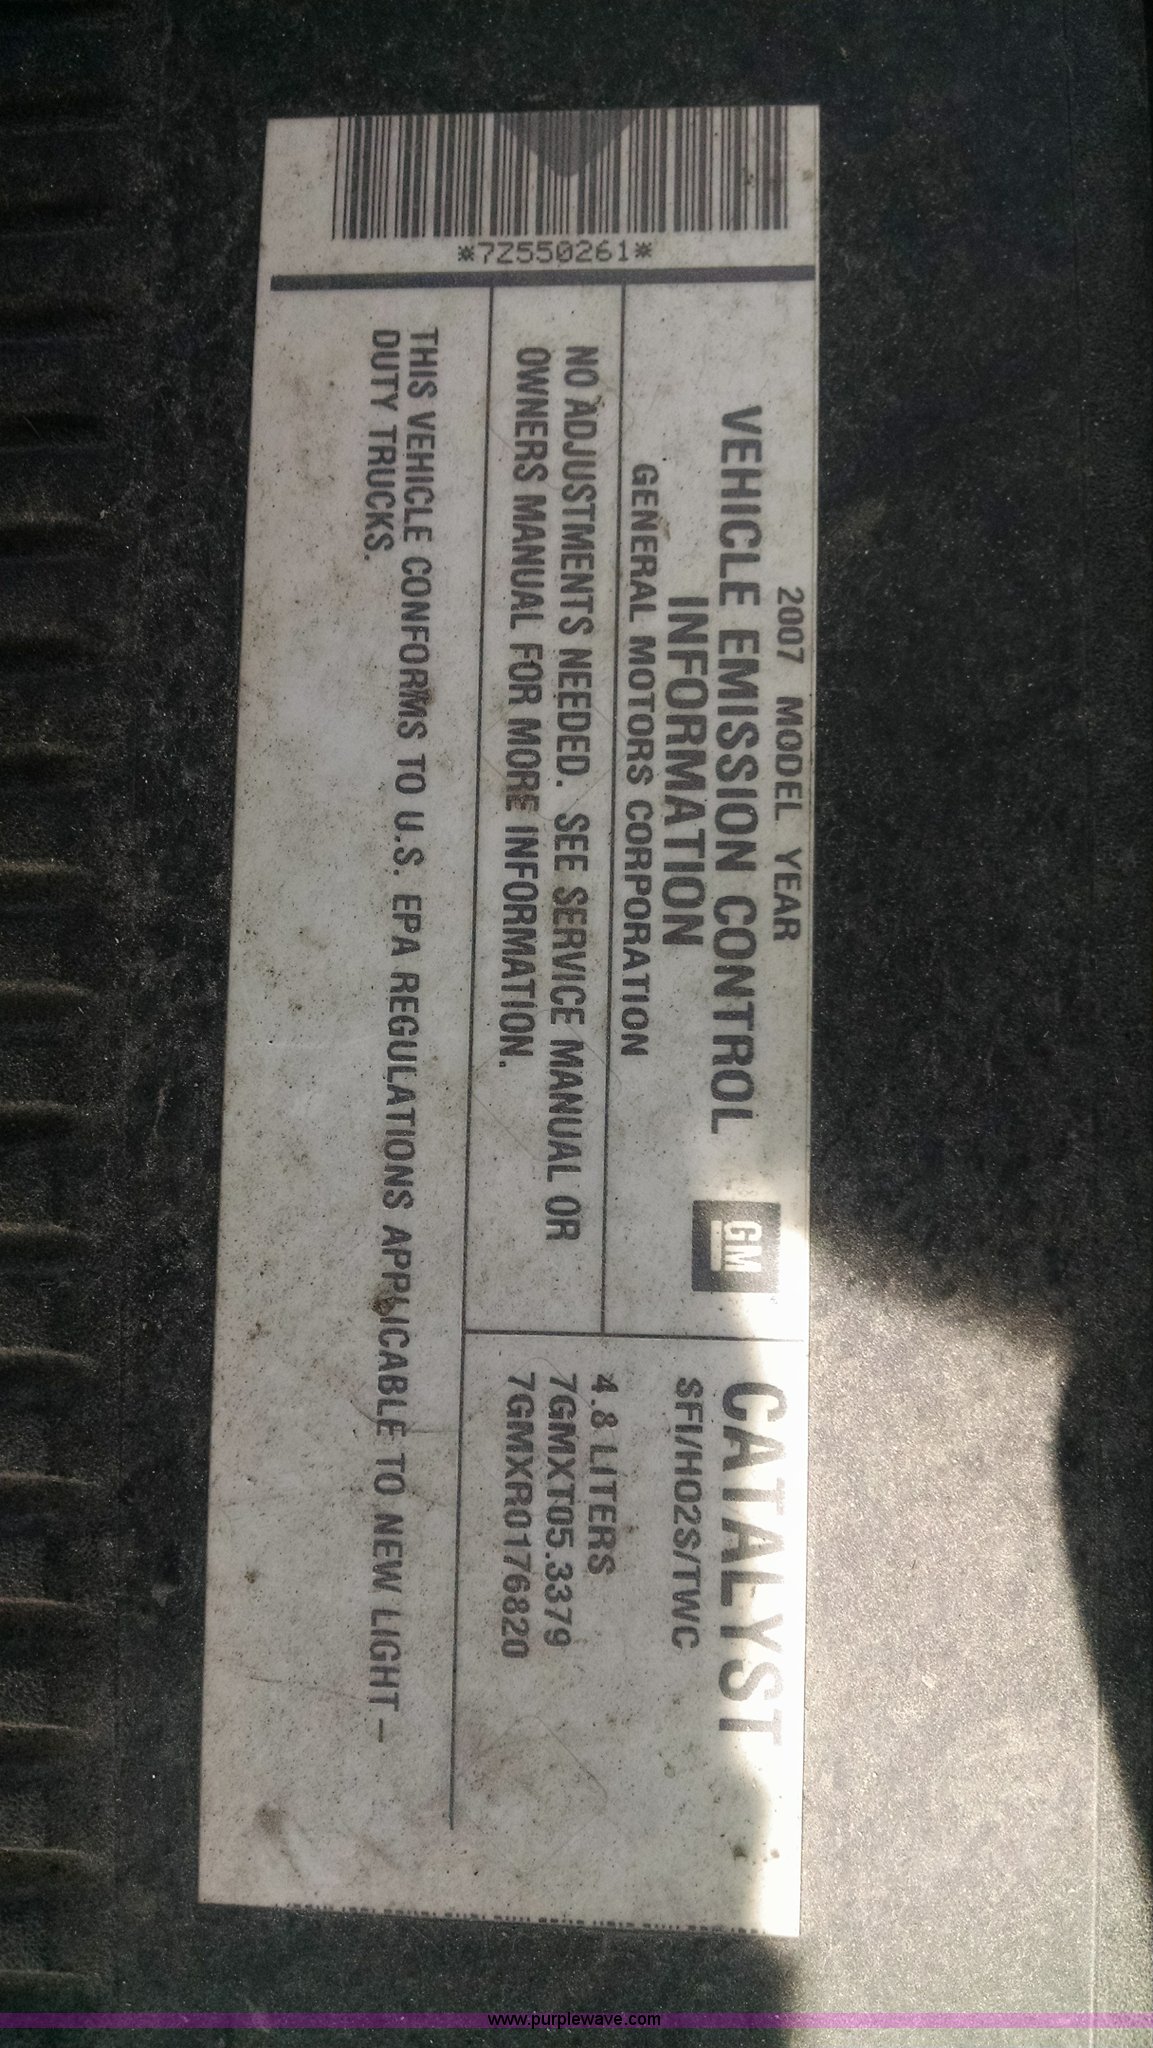 *7Z550261*
2007 MODEL YEAR
VEHICLE EMISSION CONTROL
INFORMATION
GENERAL MOTORS CORPORATION
GM
CATALYST
SFI/HO2S/TWC
NO ADJUSTMENTS NEEDED. SEE SERVICE MANUAL OR
OWNERS MANUAL FOR MORE INFORMATION.
4.8 LITERS
7GMXT05.3379
7GMXR0176820
THIS VEHICLE CONFORMS TO U.S. EPA REGULATIONS APPLICABLE TO NEW LIGHT-
DUTY TRUCKS.
www.purplewave.com